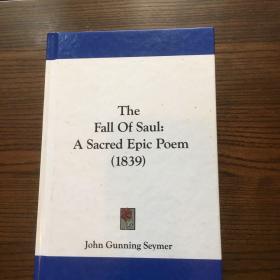 The
Fall Of Saul:
A Sacred Epic Poem
(1839)
John Gunning Seymer